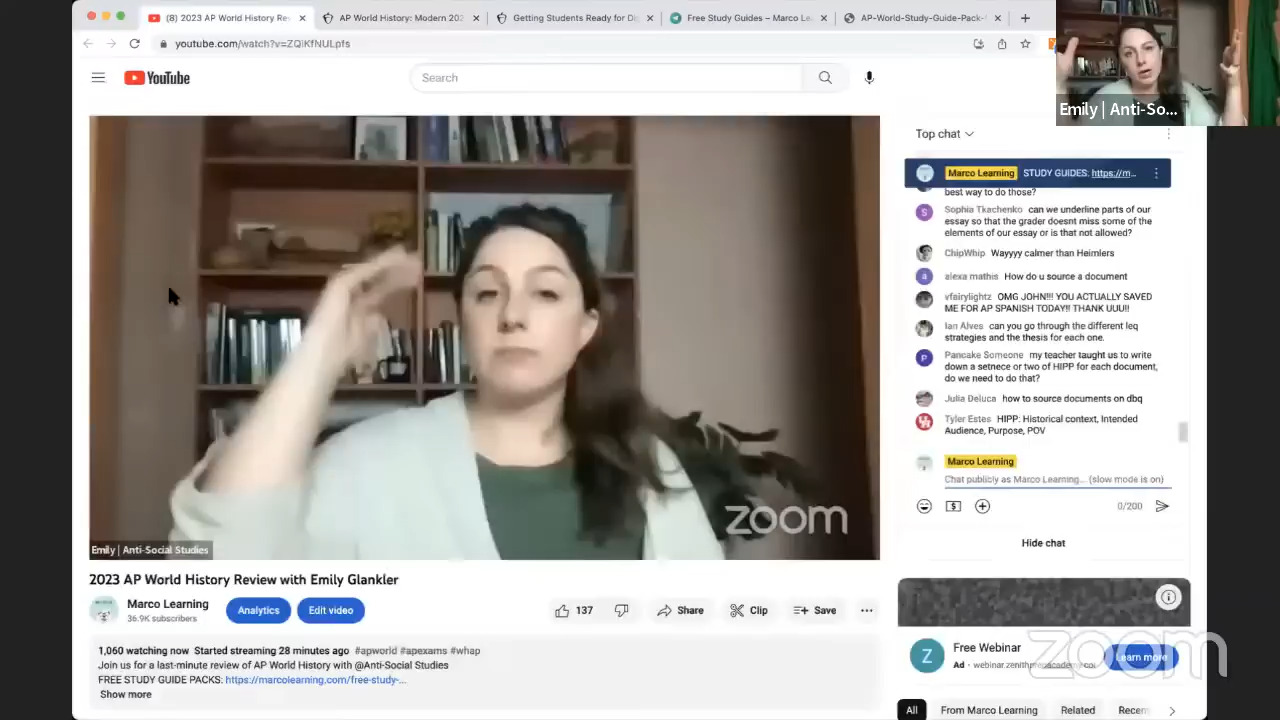 (8) 2023 AP World History Re
AP World History: Modern 202
Getting Students Ready for Di
Free Study Guides – Marco Le
AP-World-Study-Guide-Pack-
youtube.com/watch?v=ZQiKfNULpfs
YouTube
Search
Emily | Anti-So...
Top chat
Marco Learning STUDY GUIDES: https://m...
best way to do those?
Sophia Tkachenko can we underline parts of our
essay so that the grader doesnt miss some of the
elements of our essay or is that not allowed?
ChipWhip Wayyyy calmer than Heimlers
alexa mathis How do u source a document
vfairylightz OMG JOHN!!! YOU ACTUALLY SAVED
ME FOR AP SPANISH TODAY!! THANK UUU!!
Ian Alves can you go through the different leq
strategies and the thesis for each one.
Pancake Someone my teacher taught us to write
down a setnece or two of HIPP for each document,
do we need to do that?
Julia Deluca how to source documents on dbq
Tyler Estes HIPP: Historical context, Intended
Audience, Purpose, POV
Marco Learning
Chat publicly as Marco Learning... (slow mode is on)
0/200
Hide chat
zoom
Emily | Anti-Social Studies
2023 AP World History Review with Emily Glankler
Marco Learning
36.9K subscribers
Analytics
Edit video
137
Share
Clip
Save
1,060 watching now Started streaming 28 minutes ago #apworld #apexams #whap
Join us for a last-minute review of AP World History with @Anti-Social Studies
FREE STUDY GUIDE PACKS: https://marcolearning.com/free-study-...
Show more
Z
Free Webinar
Ad · webinar.zenithprepacademy.co
Learn more
zoom
All
From Marco Learning
Related
Recen